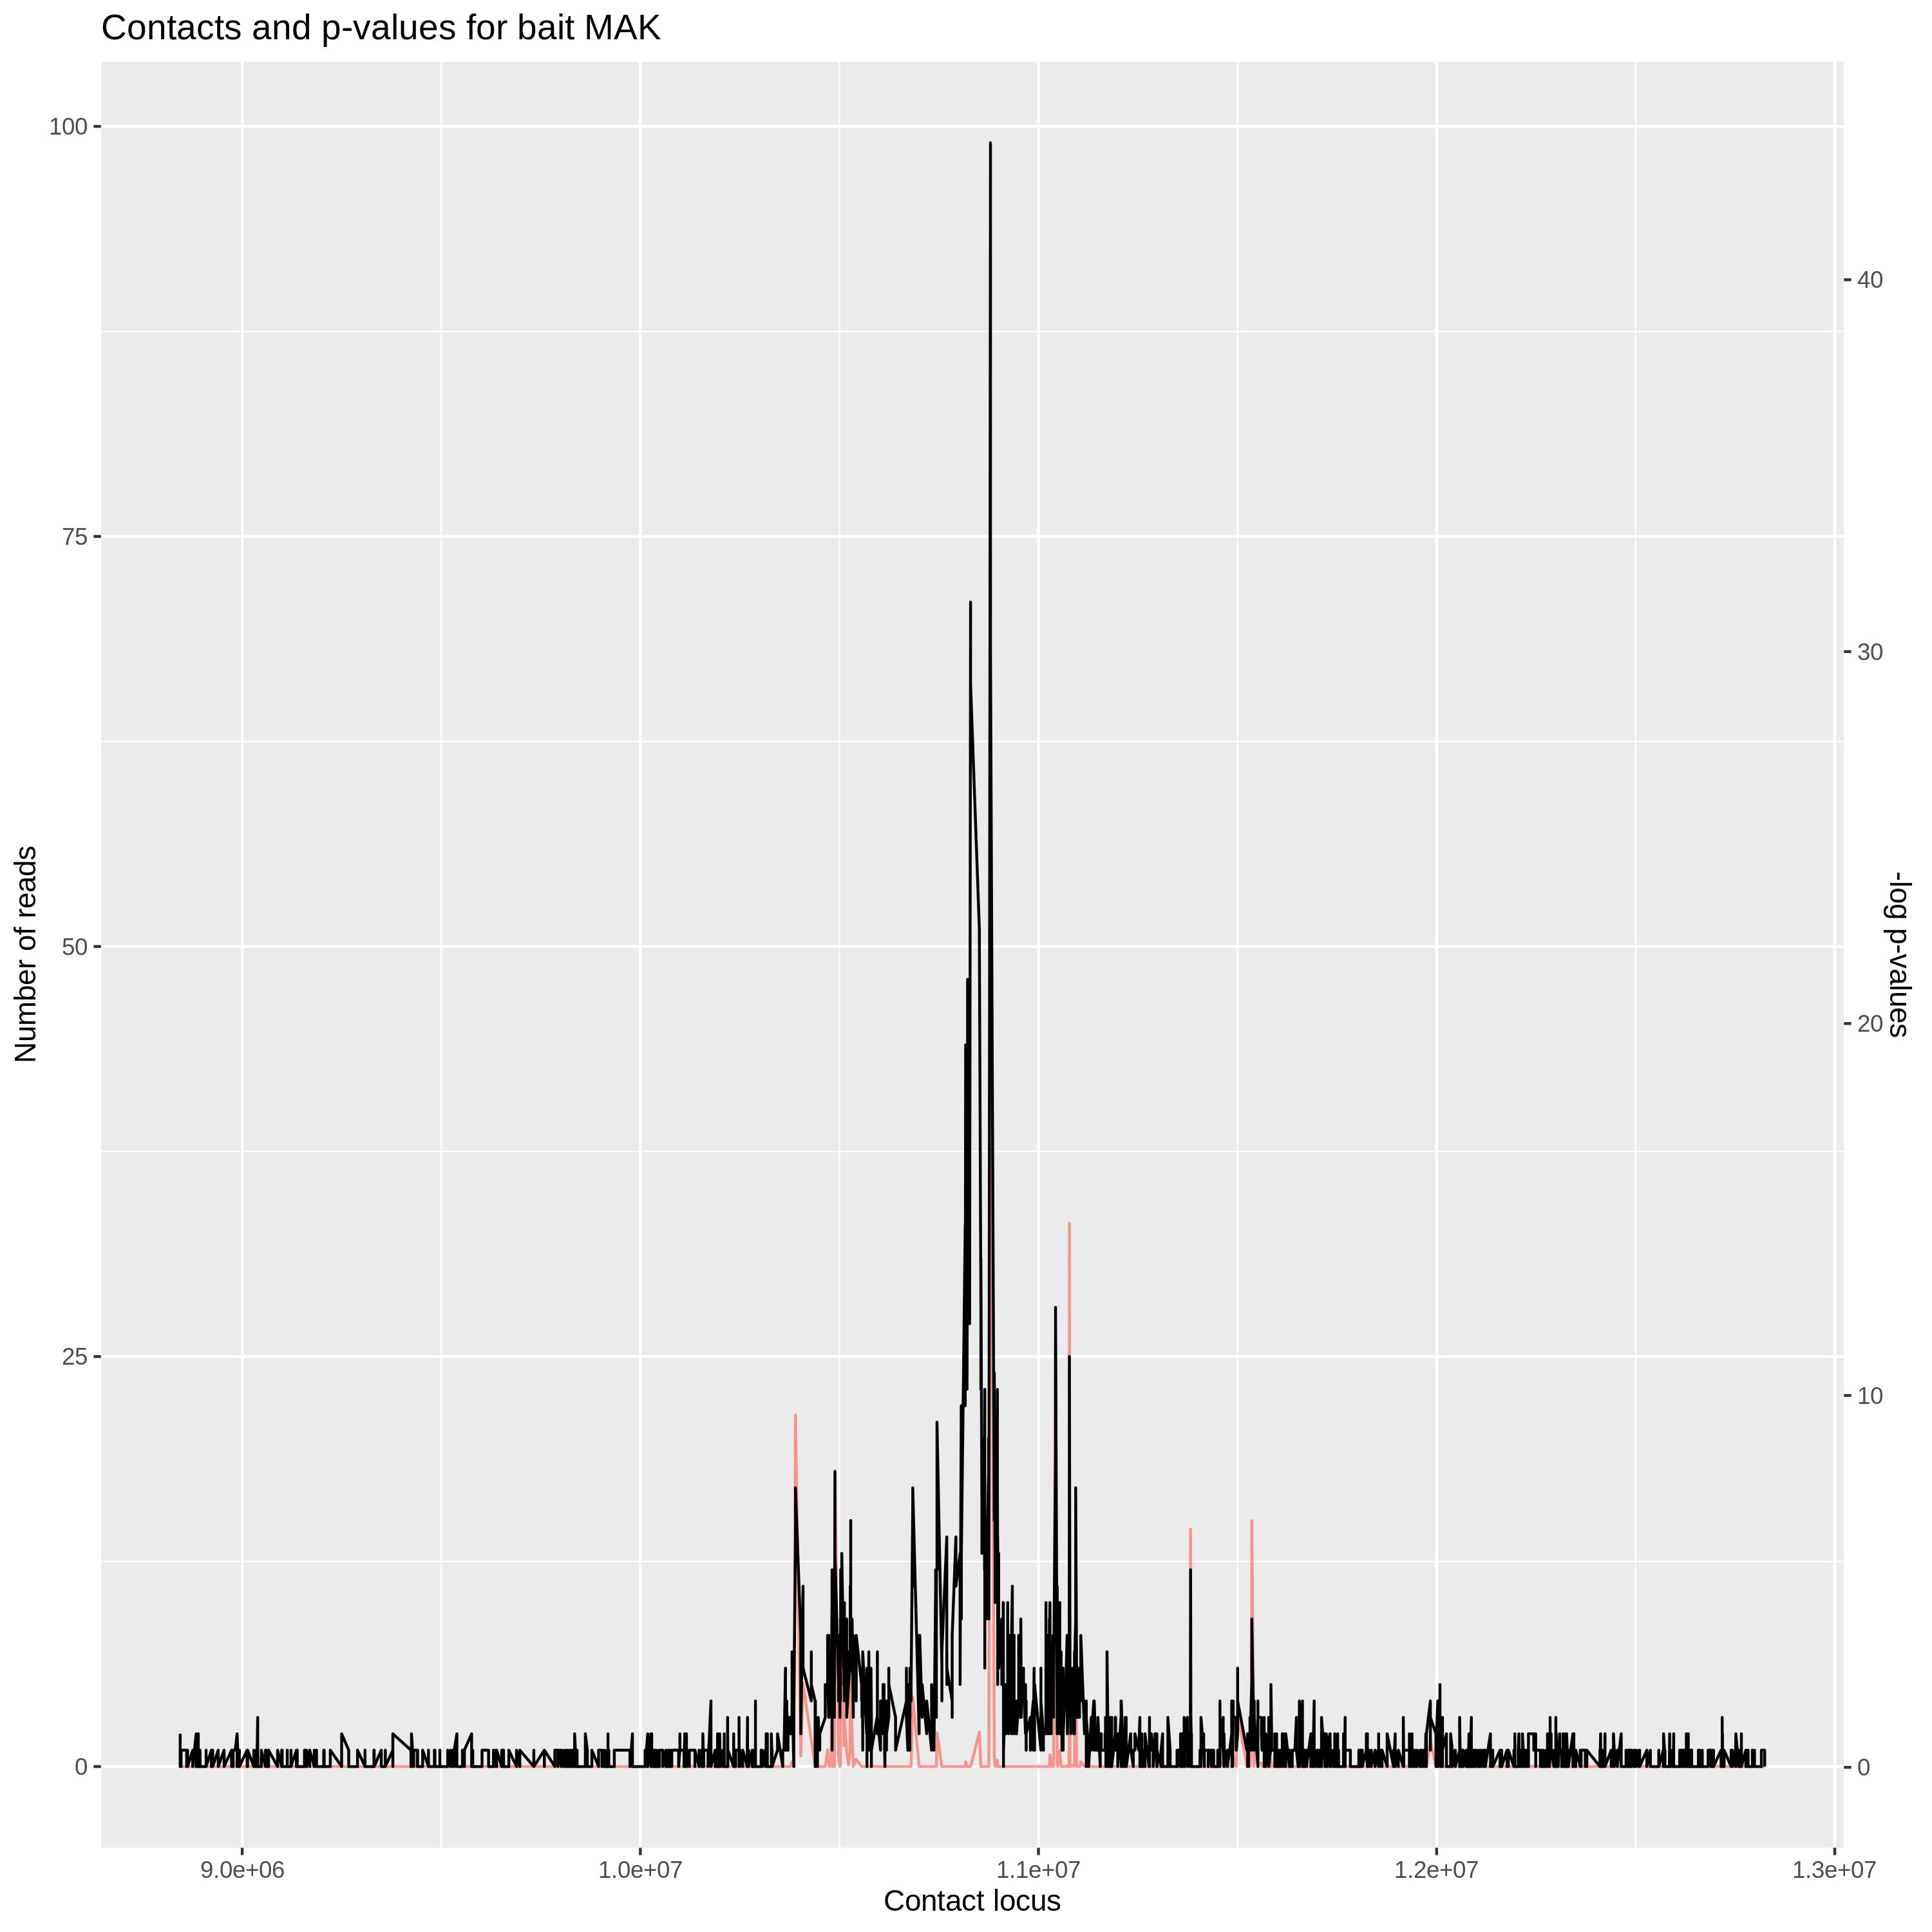 Contacts and p-values for bait MAK
100
75
50
25
0
Number of reads
40
30
20
10
0
-log p-values
9.0e+06 1.0e+07 1.1e+07 1.2e+07 1.3e+07
Contact locus